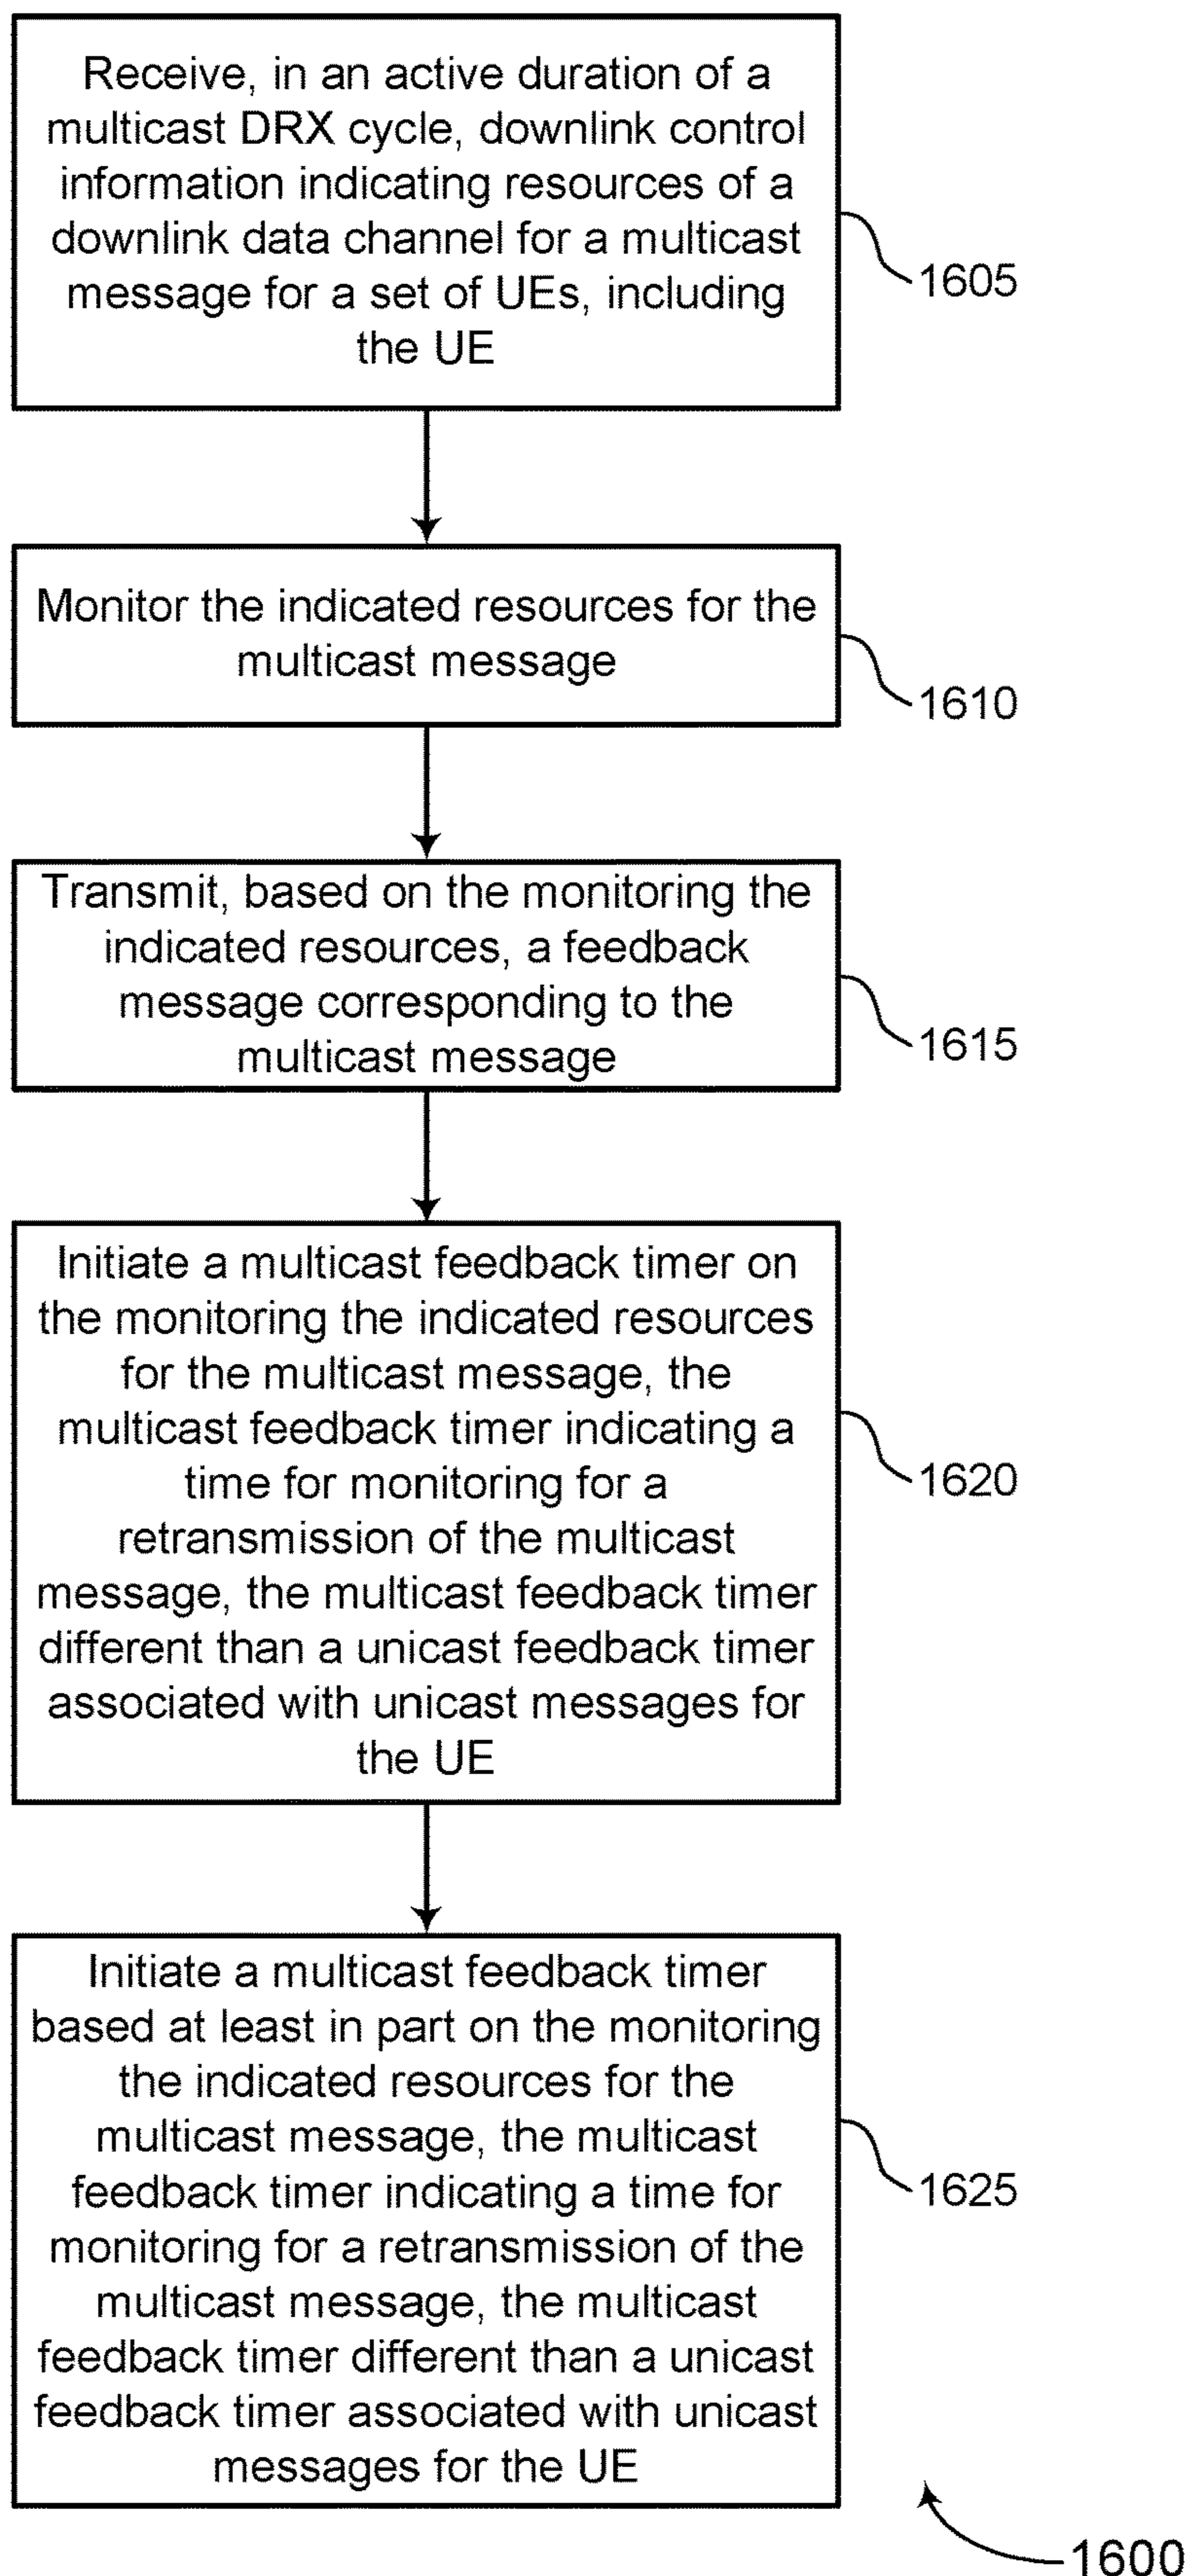 Receive, in an active duration of a
multicast DRX cycle, downlink control
information indicating resources of a
downlink data channel for a multicast
message for a set of UEs, including
the UE
1605
Monitor the indicated resources for the
multicast message
1610
Transmit, based on the monitoring the
indicated resources, a feedback
message corresponding to the
multicast message
1615
Initiate a multicast feedback timer on
the monitoring the indicated resources
for the multicast message, the
multicast feedback timer indicating a
time for monitoring for a
retransmission of the multicast
message, the multicast feedback timer
different than a unicast feedback timer
associated with unicast messages for
the UE
1620
Initiate a multicast feedback timer
based at least in part on the monitoring
the indicated resources for the
multicast message, the multicast
feedback timer indicating a time for
monitoring for a retransmission of the
multicast message, the multicast
feedback timer different than a unicast
feedback timer associated with unicast
messages for the UE
1625
1600